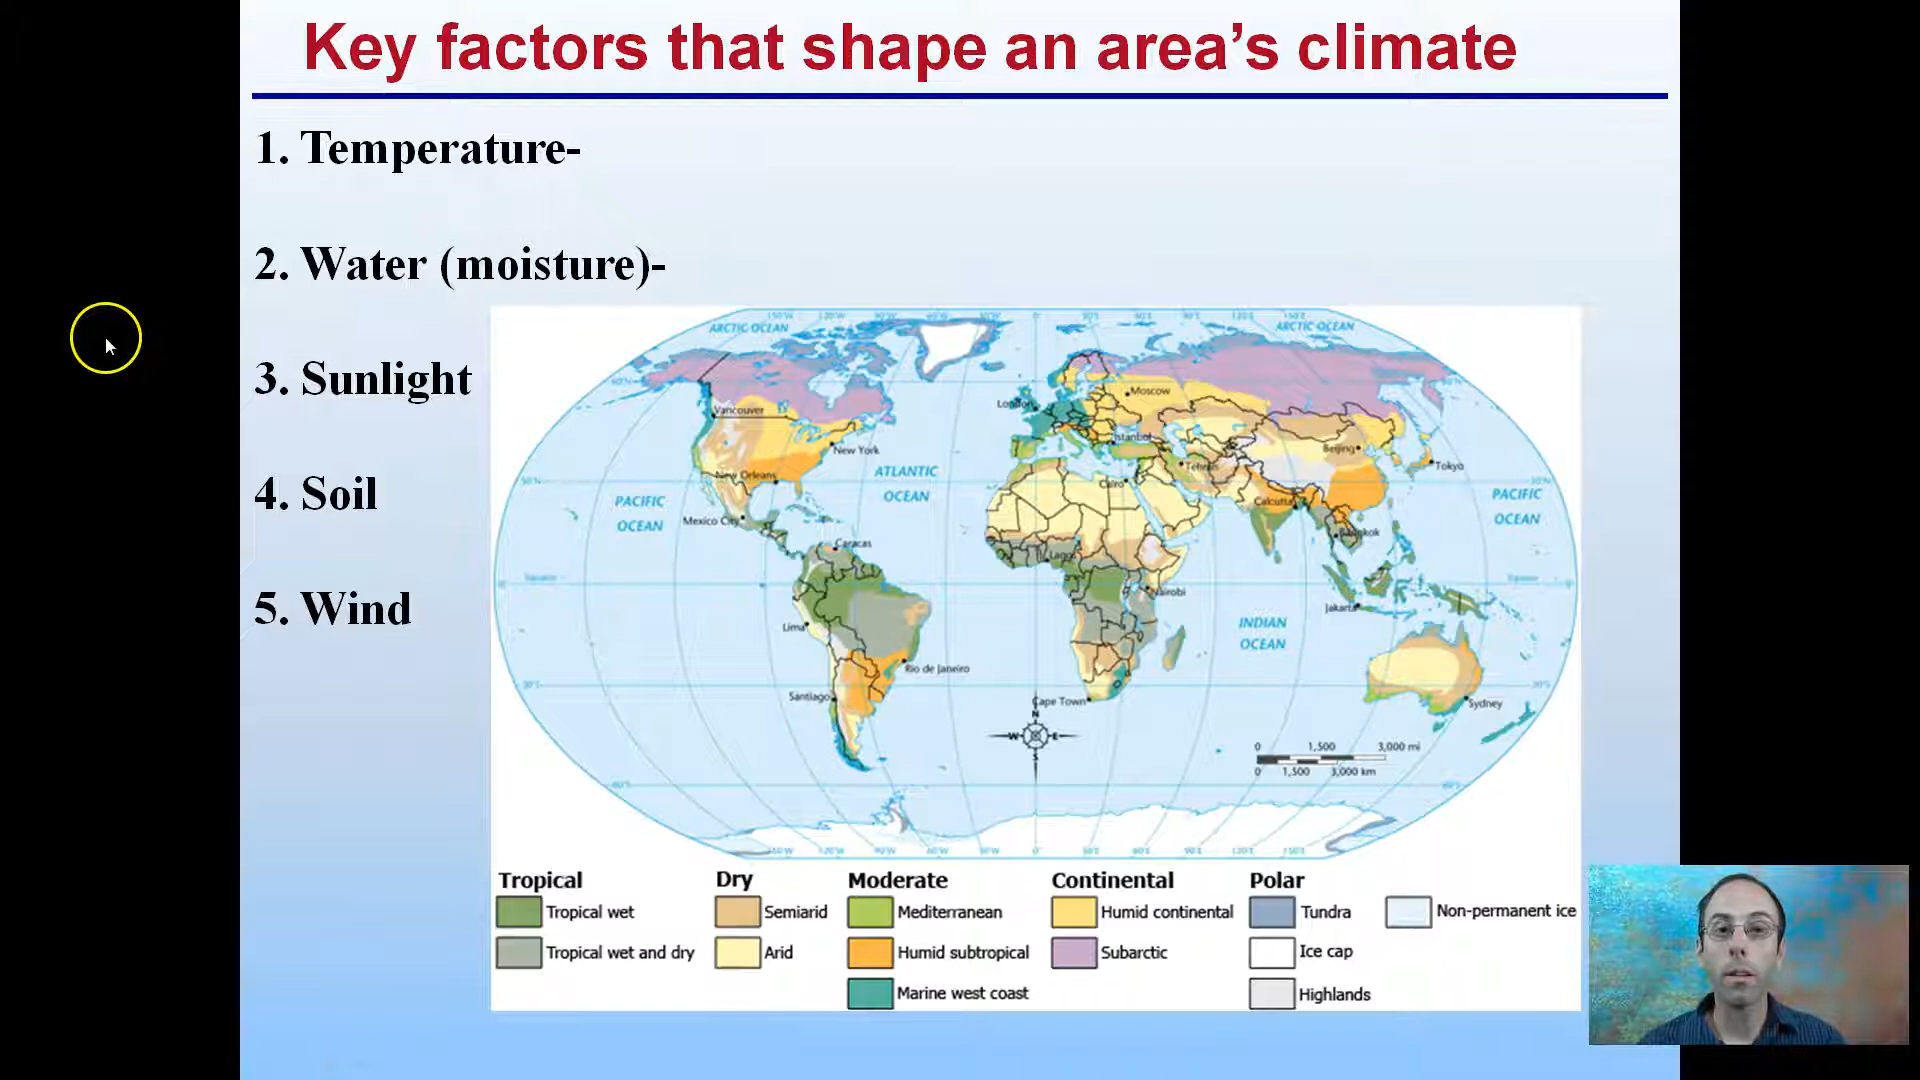 Key factors that shape an area’s climate
1. Temperature-
2. Water (moisture)-
3. Sunlight
4. Soil
5. Wind
ARCTIC OCEAN
ARCTIC OCEAN
Moscow
London
Vancouver
Istanbul
New York
Beijing
Tokyo
ATLANTIC
OCEAN
New Orleans
Tehran
Cairo
Calcutta
PACIFIC
OCEAN
PACIFIC
OCEAN
Mexico City
Bangkok
Caracas
Lagos
Equator
Equator
Nairobi
Jakarta
Lima
INDIAN
OCEAN
Rio de Janeiro
Santiago
Cape Town
Sydney
N
W E
S
0 1,500 3,000 mi
0 1,500 3,000 km
Tropical
Tropical wet
Tropical wet and dry
Dry
Semiarid
Arid
Moderate
Mediterranean
Humid subtropical
Marine west coast
Continental
Humid continental
Subarctic
Polar
Tundra
Ice cap
Highlands
Non-permanent ice